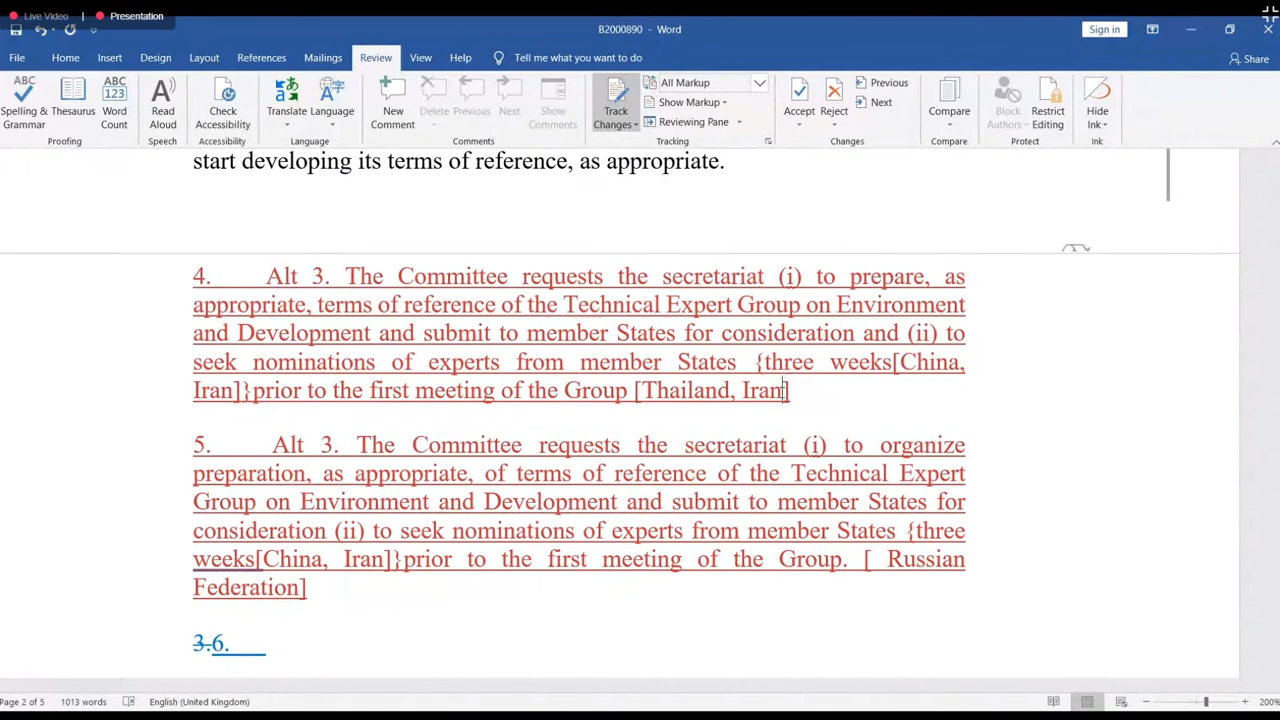 Live Video | Presentation
B2000890 - Word
Sign in
File Home Insert Design Layout References Mailings Review View Help Tell me what you want to do Share
Spelling & Grammar Thesaurus Word Count Read Aloud Check Accessibility Translate Language New Comment Delete Previous Next Show Comments Track Changes All Markup Show Markup Reviewing Pane Accept Reject Previous Next Compare Block Authors Restrict Editing Hide Ink
Proofing Speech Accessibility Language Comments Tracking Changes Compare Protect Ink
start developing its terms of reference, as appropriate.
4. Alt 3. The Committee requests the secretariat (i) to prepare, as
appropriate, terms of reference of the Technical Expert Group on Environment
and Development and submit to member States for consideration and (ii) to
seek nominations of experts from member States {three weeks[China,
Iran]}prior to the first meeting of the Group [Thailand, Iran]
5. Alt 3. The Committee requests the secretariat (i) to organize
preparation, as appropriate, of terms of reference of the Technical Expert
Group on Environment and Development and submit to member States for
consideration (ii) to seek nominations of experts from member States {three
weeks[China, Iran]}prior to the first meeting of the Group. [ Russian
Federation]
3.6.
Page 2 of 5 1013 words English (United Kingdom) 200%